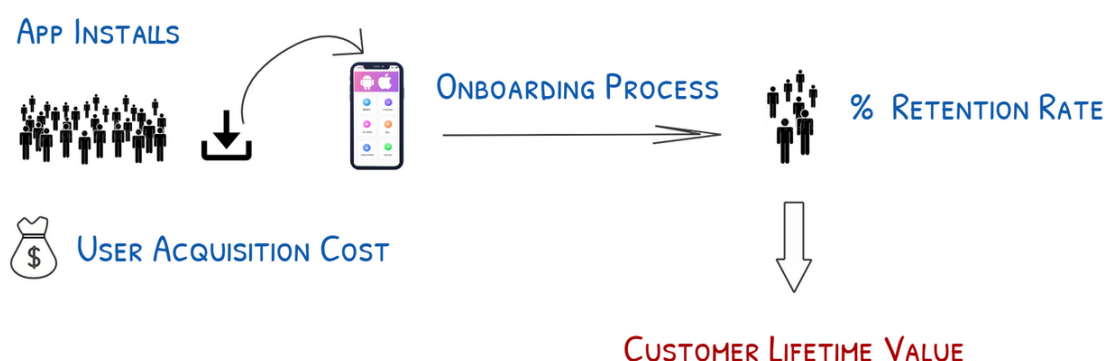 App Installs
Onboarding Process
% Retention Rate
$
User Acquisition Cost
Customer Lifetime Value